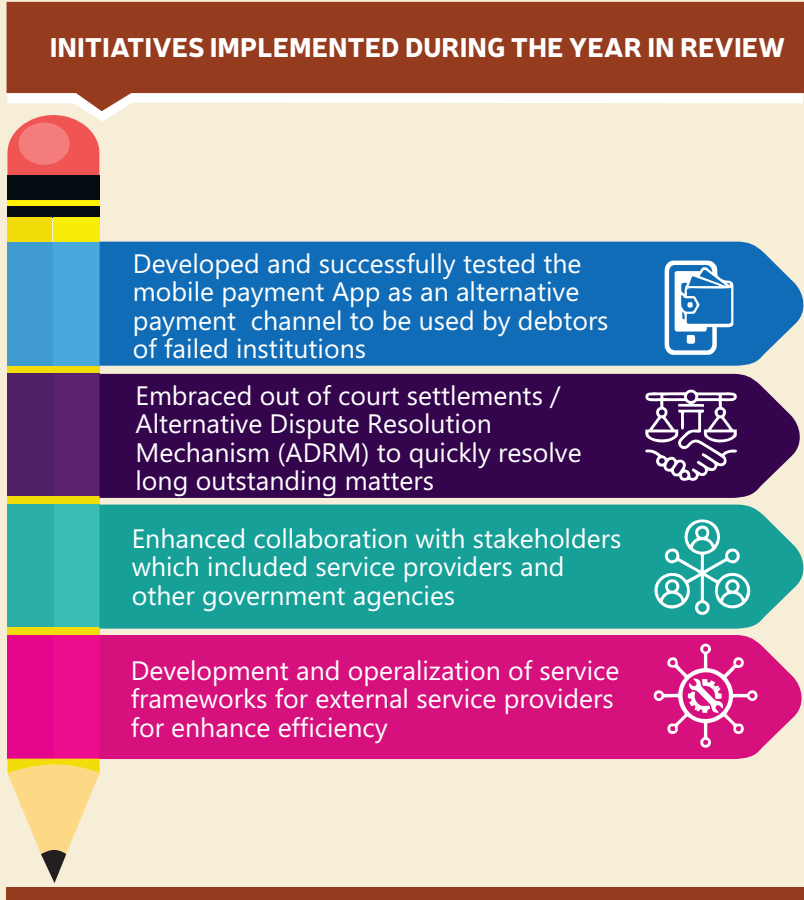 INITIATIVES IMPLEMENTED DURING THE YEAR IN REVIEW
Developed and successfully tested the
mobile payment App as an alternative
payment  channel to be used by debtors
of failed institutions
Embraced out of court settlements /
Alternative Dispute Resolution
Mechanism (ADRM) to quickly resolve
long outstanding matters
Enhanced collaboration with stakeholders
which included service providers and
other government agencies
Development and operalization of service
frameworks for external service providers
for enhance efficiency